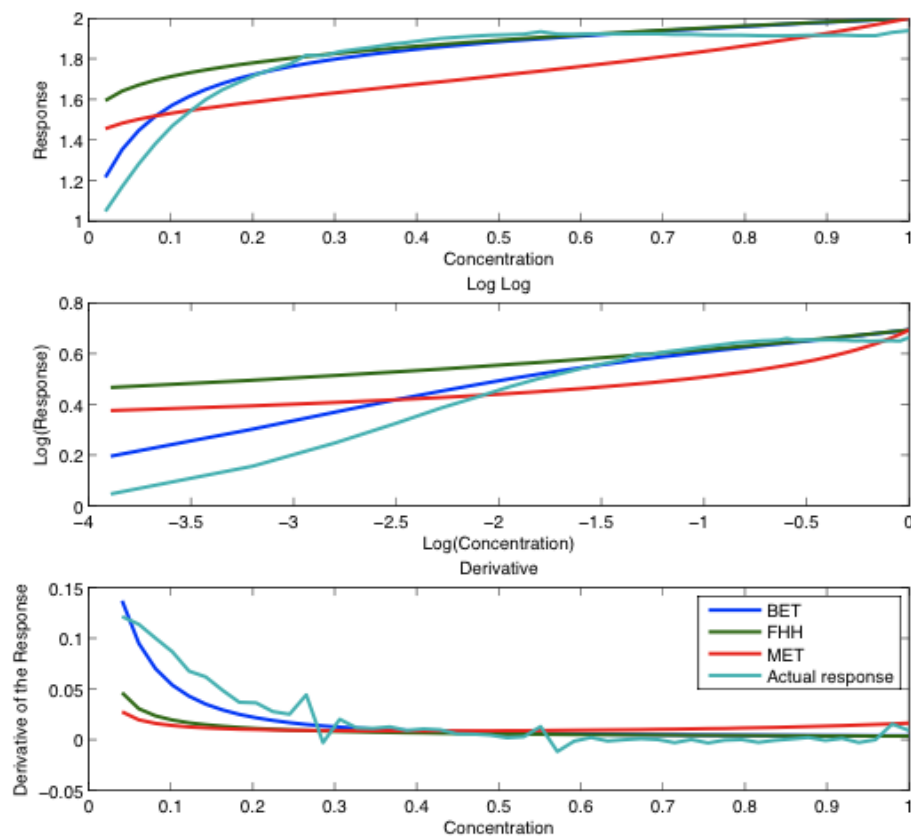 2
1.8
1.6
1.4
1.2
1
Response
0 0.1 0.2 0.3 0.4 0.5 0.6 0.7 0.8 0.9 1
Concentration
Log Log
0.8
0.6
0.4
0.2
0
Log(Response)
−4 −3.5 −3 −2.5 −2 −1.5 −1 −0.5 0
Log(Concentration)
Derivative
0.15
0.1
0.05
0
−0.05
Derivative of the Response
BET
FHH
MET
Actual response
0 0.1 0.2 0.3 0.4 0.5 0.6 0.7 0.8 0.9 1
Concentration